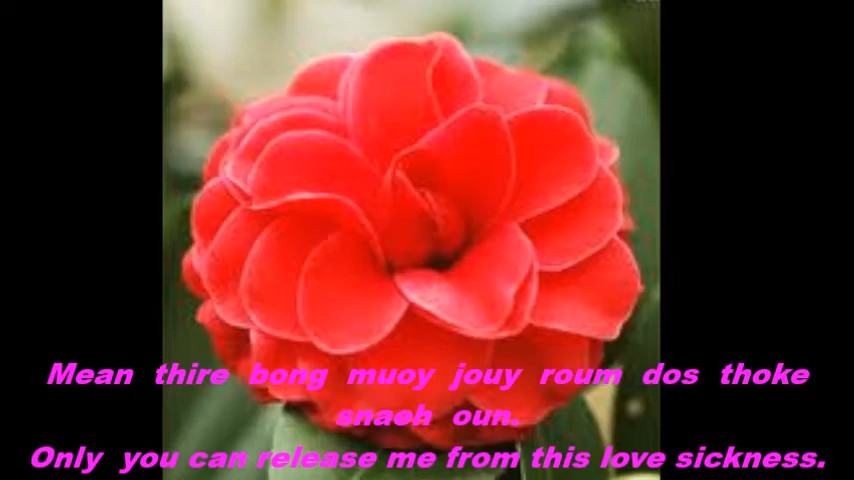 Mean thire bong muoy jouy roum dos thoke
snaeh oun.
Only you can release me from this love sickness.